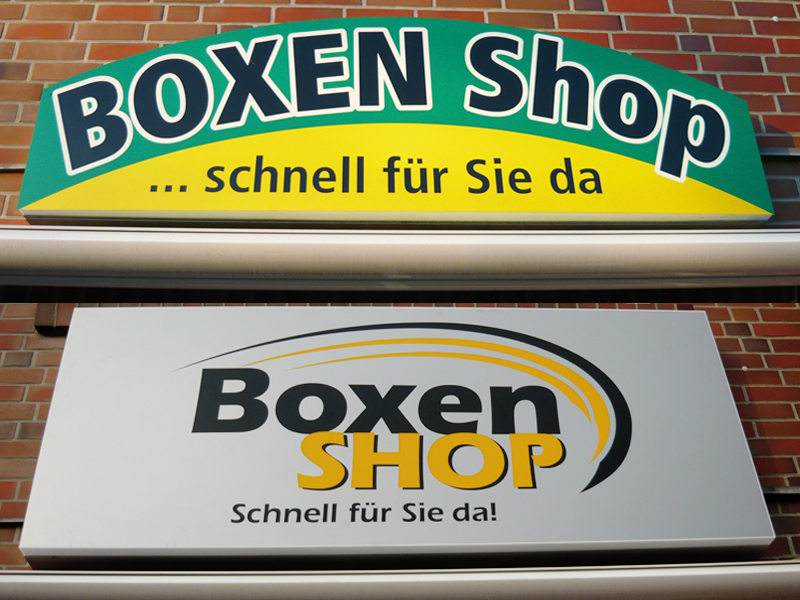 BOXEN Shop
... schnell für Sie da
Boxen
SHOP
Schnell für Sie da!